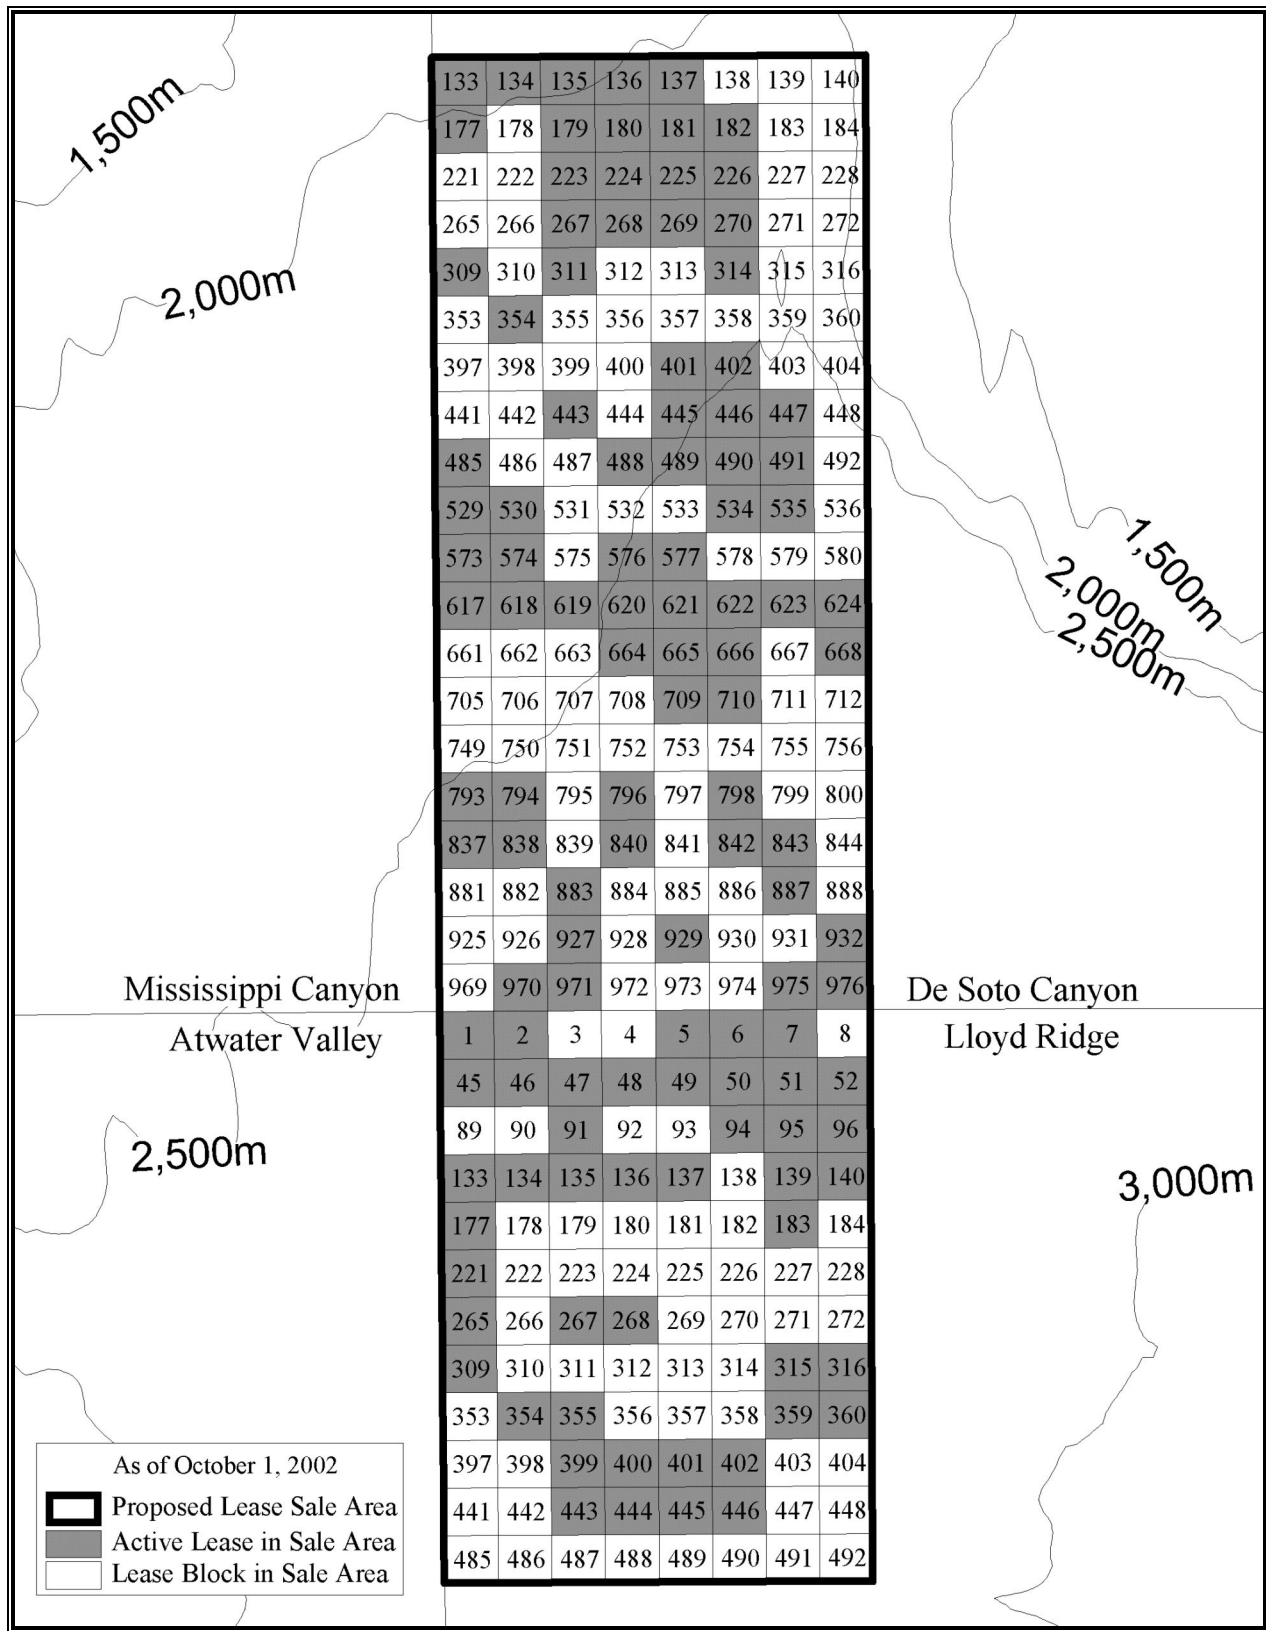 1,500m
133 134 135 136 137 138 139 140
177 178 179 180 181 182 183 184
221 222 223 224 225 226 227 228
265 266 267 268 269 270 271 272
2,000m
309 310 311 312 313 314 315 316
353 354 355 356 357 358 359 360
397 398 399 400 401 402 403 404
441 442 443 444 445 446 447 448
485 486 487 488 489 490 491 492
529 530 531 532 533 534 535 536
1,500m
573 574 575 576 577 578 579 580
2,000m
617 618 619 620 621 622 623 624
2,500m
661 662 663 664 665 666 667 668
705 706 707 708 709 710 711 712
749 750 751 752 753 754 755 756
793 794 795 796 797 798 799 800
837 838 839 840 841 842 843 844
881 882 883 884 885 886 887 888
925 926 927 928 929 930 931 932
Mississippi Canyon
969 970 971 972 973 974 975 976
De Soto Canyon
Atwater Valley
1 2 3 4 5 6 7 8
Lloyd Ridge
45 46 47 48 49 50 51 52
89 90 91 92 93 94 95 96
2,500m
133 134 135 136 137 138 139 140
3,000m
177 178 179 180 181 182 183 184
221 222 223 224 225 226 227 228
265 266 267 268 269 270 271 272
309 310 311 312 313 314 315 316
353 354 355 356 357 358 359 360
397 398 399 400 401 402 403 404
441 442 443 444 445 446 447 448
485 486 487 488 489 490 491 492
As of October 1, 2002
Proposed Lease Sale Area
Active Lease in Sale Area
Lease Block in Sale Area